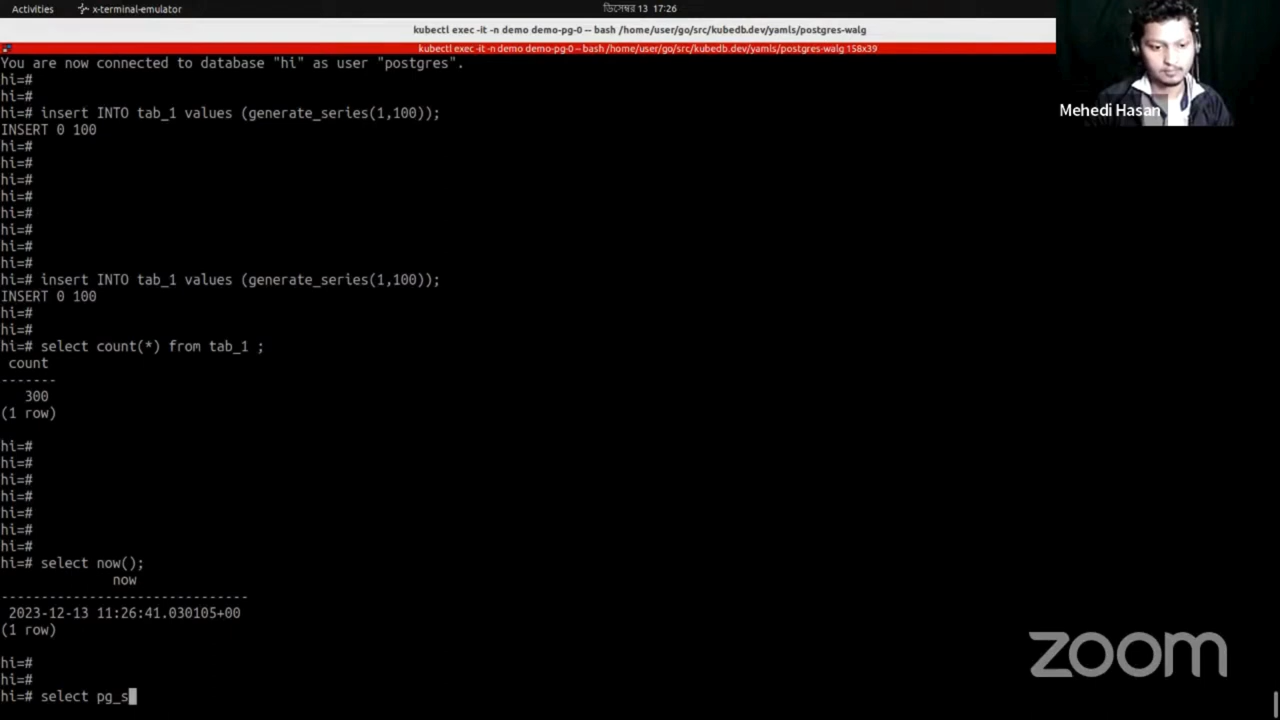 Activities
x-terminal-emulator
ডিসেম্বর 13 17:26
kubectl exec -it -n demo demo-pg-0 -- bash /home/user/go/src/kubedb.dev/yamls/postgres-walg
kubectl exec -it -n demo demo-pg-0 -- bash /home/user/go/src/kubedb.dev/yamls/postgres-walg 158x39
You are now connected to database "hi" as user "postgres".
hi=#
hi=#
hi=# insert INTO tab_1 values (generate_series(1,100));
INSERT 0 100
hi=#
hi=#
hi=#
hi=#
hi=#
hi=#
hi=#
hi=#
hi=# insert INTO tab_1 values (generate_series(1,100));
INSERT 0 100
hi=#
hi=#
hi=# select count(*) from tab_1 ;
count
-------
300
(1 row)
hi=#
hi=#
hi=#
hi=#
hi=#
hi=#
hi=#
hi=# select now();
now
------------------------------
2023-12-13 11:26:41.030105+00
(1 row)
hi=#
hi=#
hi=# select pg_s
Mehedi Hasan
zoom